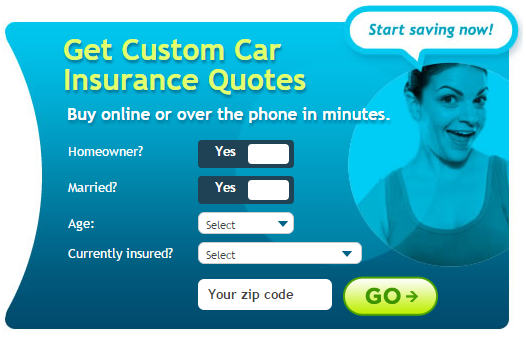 Start saving now!
Get Custom Car
Insurance Quotes
Buy online or over the phone in minutes.
Homeowner? Yes
Married? Yes
Age: Select
Currently insured? Select
Your zip code GO